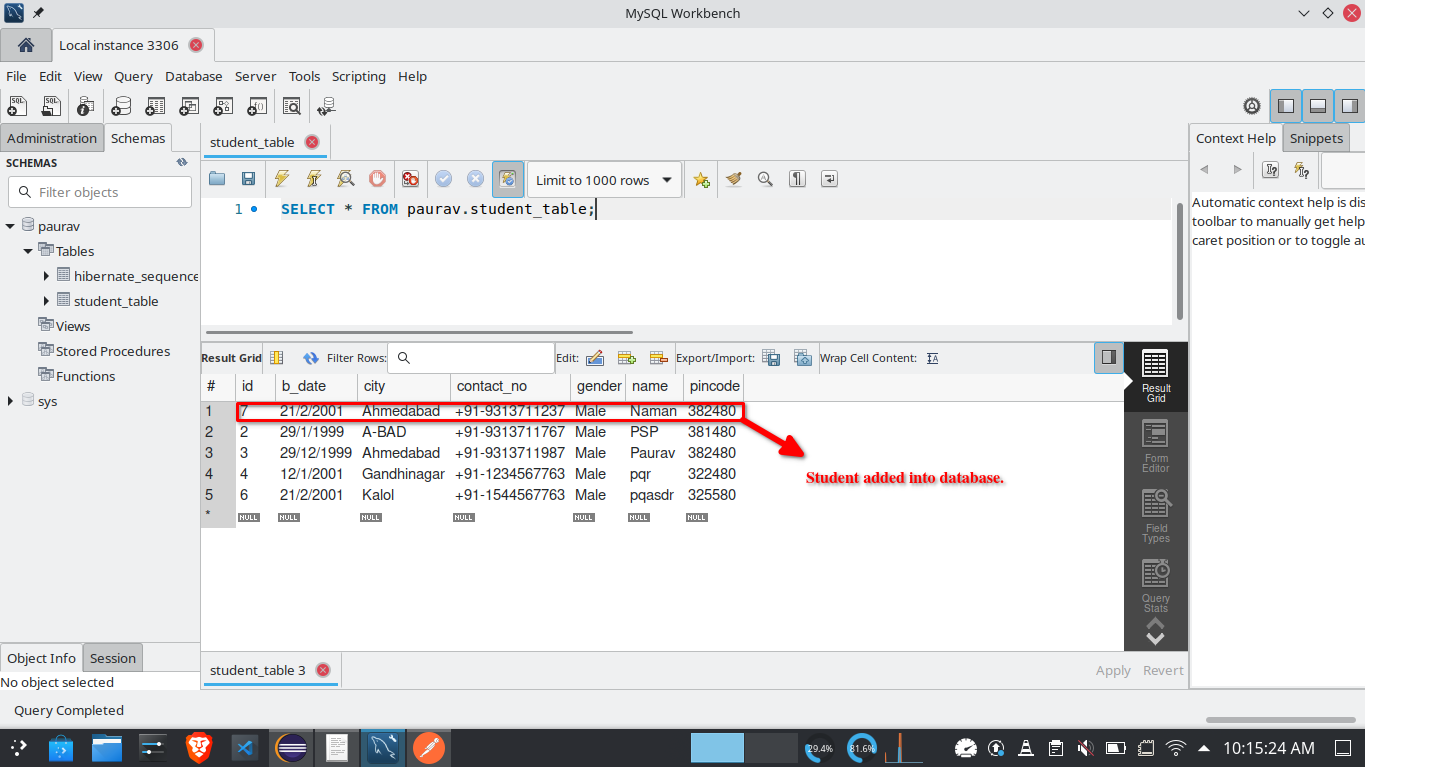 MySQL Workbench
Local instance 3306
File Edit View Query Database Server Tools Scripting Help
Administration Schemas
student_table
Context Help Snippets
SCHEMAS
Filter objects
Limit to 1000 rows
1 SELECT * FROM paurav.student_table;
Automatic context help is dis
toolbar to manually get help
caret position or to toggle au
paurav
Tables
hibernate_sequence
student_table
Views
Stored Procedures
Functions
sys
Result Grid Filter Rows: Edit: Export/Import: Wrap Cell Content:
# id b_date city contact_no gender name pincode
1 7 21/2/2001 Ahmedabad +91-9313711237 Male Naman 382480
2 2 29/1/1999 A-BAD +91-9313711767 Male PSP 381480
3 3 29/12/1999 Ahmedabad +91-9313711987 Male Paurav 382480
4 4 12/1/2001 Gandhinagar +91-1234567763 Male pqr 322480
5 6 21/2/2001 Kalol +91-1544567763 Male pqasdr 325580
* NULL NULL NULL NULL NULL NULL NULL
Student added into database.
Result
Grid
Form
Editor
Field
Types
Query
Stats
Object Info Session
No object selected
student_table 3
Apply Revert
Query Completed
29.4% 81.6% 10:15:24 AM